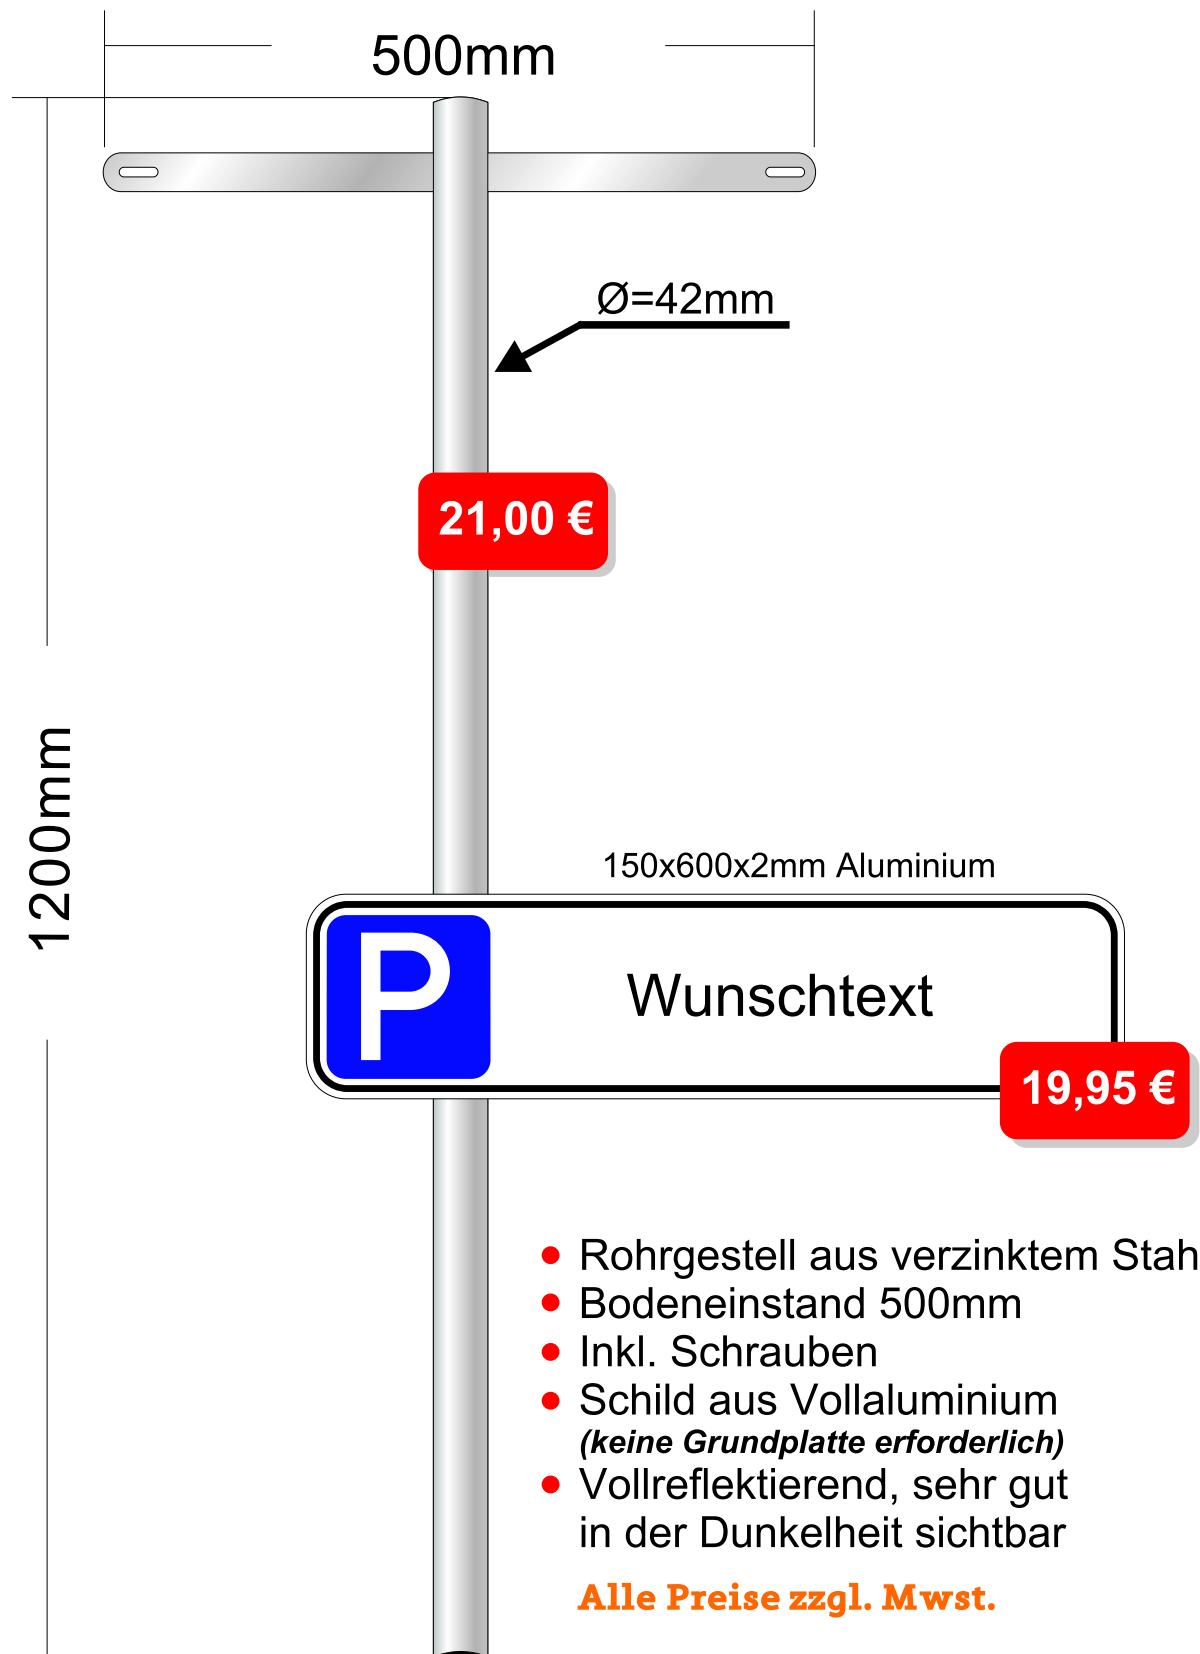 500mm
Ø=42mm
21,00 €
1200mm
150x600x2mm Aluminium
P
Wunschtext
19,95 €
Rohrgestell aus verzinktem Stah
Bodeneinstand 500mm
Inkl. Schrauben
Schild aus Vollaluminium
(keine Grundplatte erforderlich)
Vollreflektierend, sehr gut
in der Dunkelheit sichtbar
Alle Preise zzgl. Mwst.